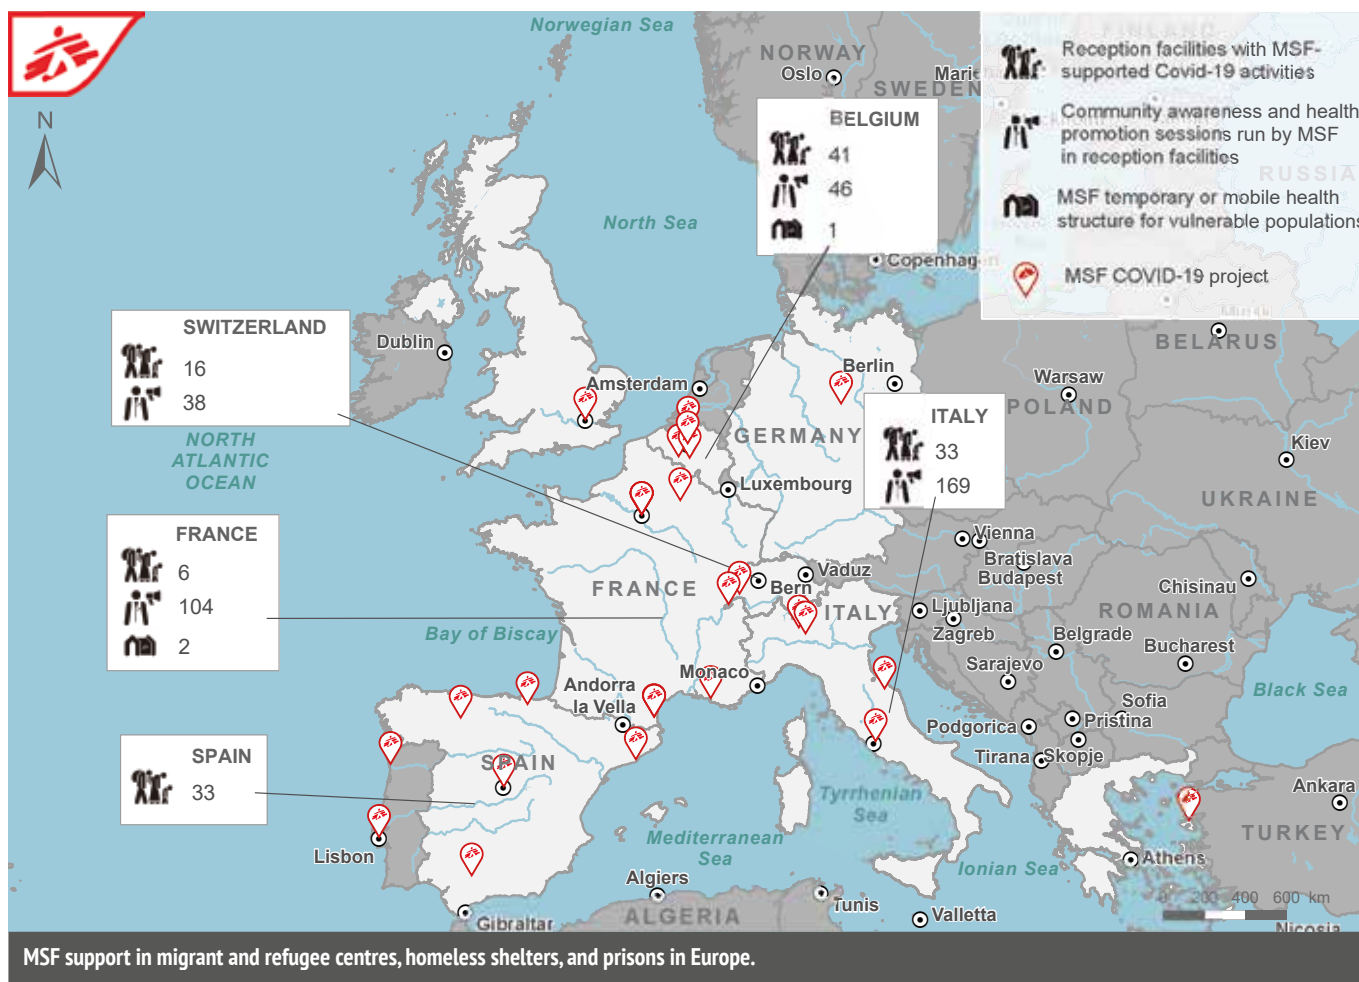 Norwegian Sea
NORWAY
Oslo
SWEDEN
FINLAND
RUSSIA
Reception facilities with MSF-
supported Covid-19 activities
Community awareness and health
promotion sessions run by MSF
in reception facilities
MSF temporary or mobile health
structure for vulnerable populations
MSF COVID-19 project
N
BELGIUM
41
46
1
North Sea
Copenhagen
BELARUS
SWITZERLAND
16
38
Dublin
Amsterdam
Berlin
Warsaw
POLAND
ITALY
33
169
GERMANY
Kiev
UKRAINE
NORTH
ATLANTIC
OCEAN
Luxembourg
FRANCE
6
104
2
Vienna
Bratislava
Budapest
Chisinau
FRANCE
Bern
Vaduz
ITALY
Ljubljana
Zagreb
ROMANIA
Belgrade
Bucharest
Bay of Biscay
Sarajevo
Monaco
Andorra
la Vella
Black Sea
Sofia
Podgorica
Pristina
Tirana
Skopje
SPAIN
33
SPAIN
Ankara
TURKEY
Tyrrhenian
Sea
Mediterranean
Sea
Lisbon
Ionian Sea
Athens
Algiers
Tunis
ALGERIA
Valletta
Gibraltar
0 200 400 600 km
Nicosia
MSF support in migrant and refugee centres, homeless shelters, and prisons in Europe.